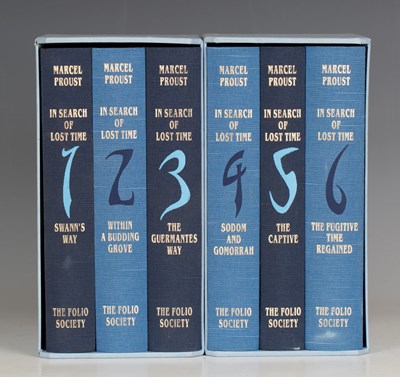 MARCEL
PROUST
IN SEARCH
OF
LOST TIME
1
SWANN'S
WAY
THE FOLIO
SOCIETY
MARCEL
PROUST
IN SEARCH
OF
LOST TIME
2
WITHIN
A BUDDING
GROVE
THE FOLIO
SOCIETY
MARCEL
PROUST
IN SEARCH
OF
LOST TIME
3
THE
GUERMANTES
WAY
THE FOLIO
SOCIETY
MARCEL
PROUST
IN SEARCH
OF
LOST TIME
4
SODOM
AND
GOMORRAH
THE FOLIO
SOCIETY
MARCEL
PROUST
IN SEARCH
OF
LOST TIME
5
THE
CAPTIVE
THE FOLIO
SOCIETY
MARCEL
PROUST
IN SEARCH
OF
LOST TIME
6
THE FUGITIVE
TIME
REGAINED
THE FOLIO
SOCIETY